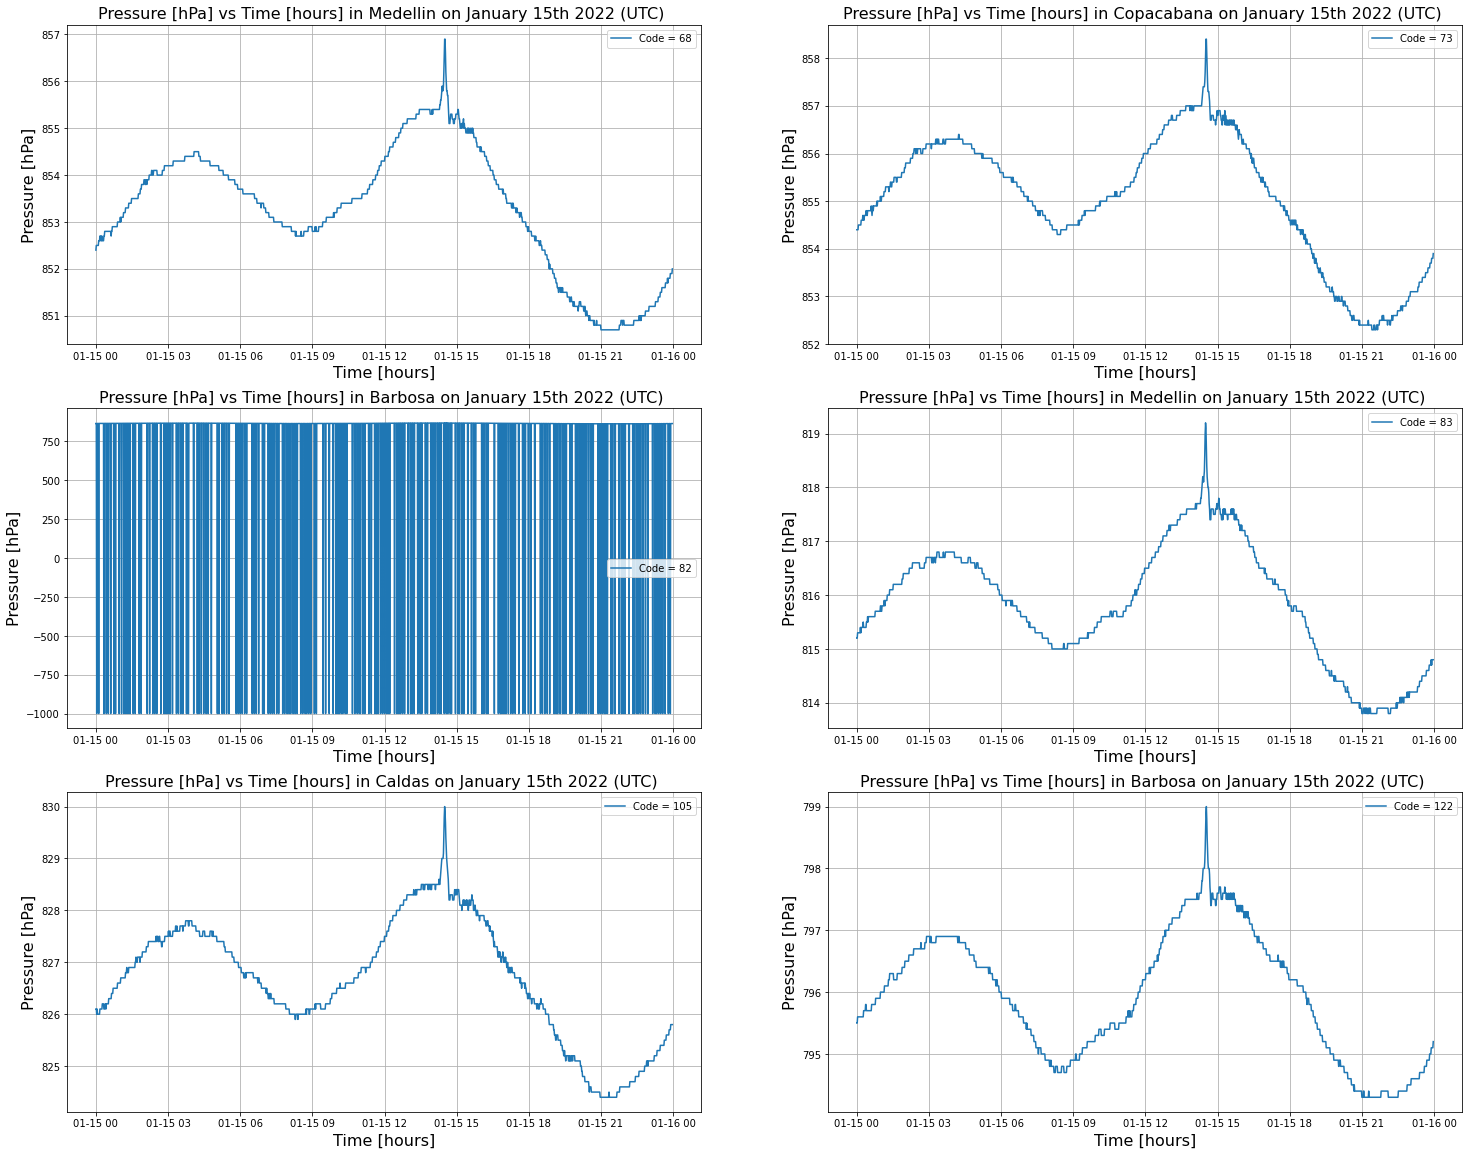 Pressure [hPa] vs Time [hours] in Medellin on January 15th 2022 (UTC)
Code = 68
Pressure [hPa]
857
856
855
854
853
852
851
01-15 00 01-15 03 01-15 06 01-15 09 01-15 12 01-15 15 01-15 18 01-15 21 01-16 00
Time [hours]
Pressure [hPa] vs Time [hours] in Copacabana on January 15th 2022 (UTC)
Code = 73
Pressure [hPa]
858
857
856
855
854
853
852
01-15 00 01-15 03 01-15 06 01-15 09 01-15 12 01-15 15 01-15 18 01-15 21 01-16 00
Time [hours]
Pressure [hPa] vs Time [hours] in Barbosa on January 15th 2022 (UTC)
Code = 82
Pressure [hPa]
750
500
250
0
−250
−500
−750
−1000
01-15 00 01-15 03 01-15 06 01-15 09 01-15 12 01-15 15 01-15 18 01-15 21 01-16 00
Time [hours]
Pressure [hPa] vs Time [hours] in Medellin on January 15th 2022 (UTC)
Code = 83
Pressure [hPa]
819
818
817
816
815
814
01-15 00 01-15 03 01-15 06 01-15 09 01-15 12 01-15 15 01-15 18 01-15 21 01-16 00
Time [hours]
Pressure [hPa] vs Time [hours] in Caldas on January 15th 2022 (UTC)
Code = 105
Pressure [hPa]
830
829
828
827
826
825
01-15 00 01-15 03 01-15 06 01-15 09 01-15 12 01-15 15 01-15 18 01-15 21 01-16 00
Time [hours]
Pressure [hPa] vs Time [hours] in Barbosa on January 15th 2022 (UTC)
Code = 122
Pressure [hPa]
799
798
797
796
795
01-15 00 01-15 03 01-15 06 01-15 09 01-15 12 01-15 15 01-15 18 01-15 21 01-16 00
Time [hours]